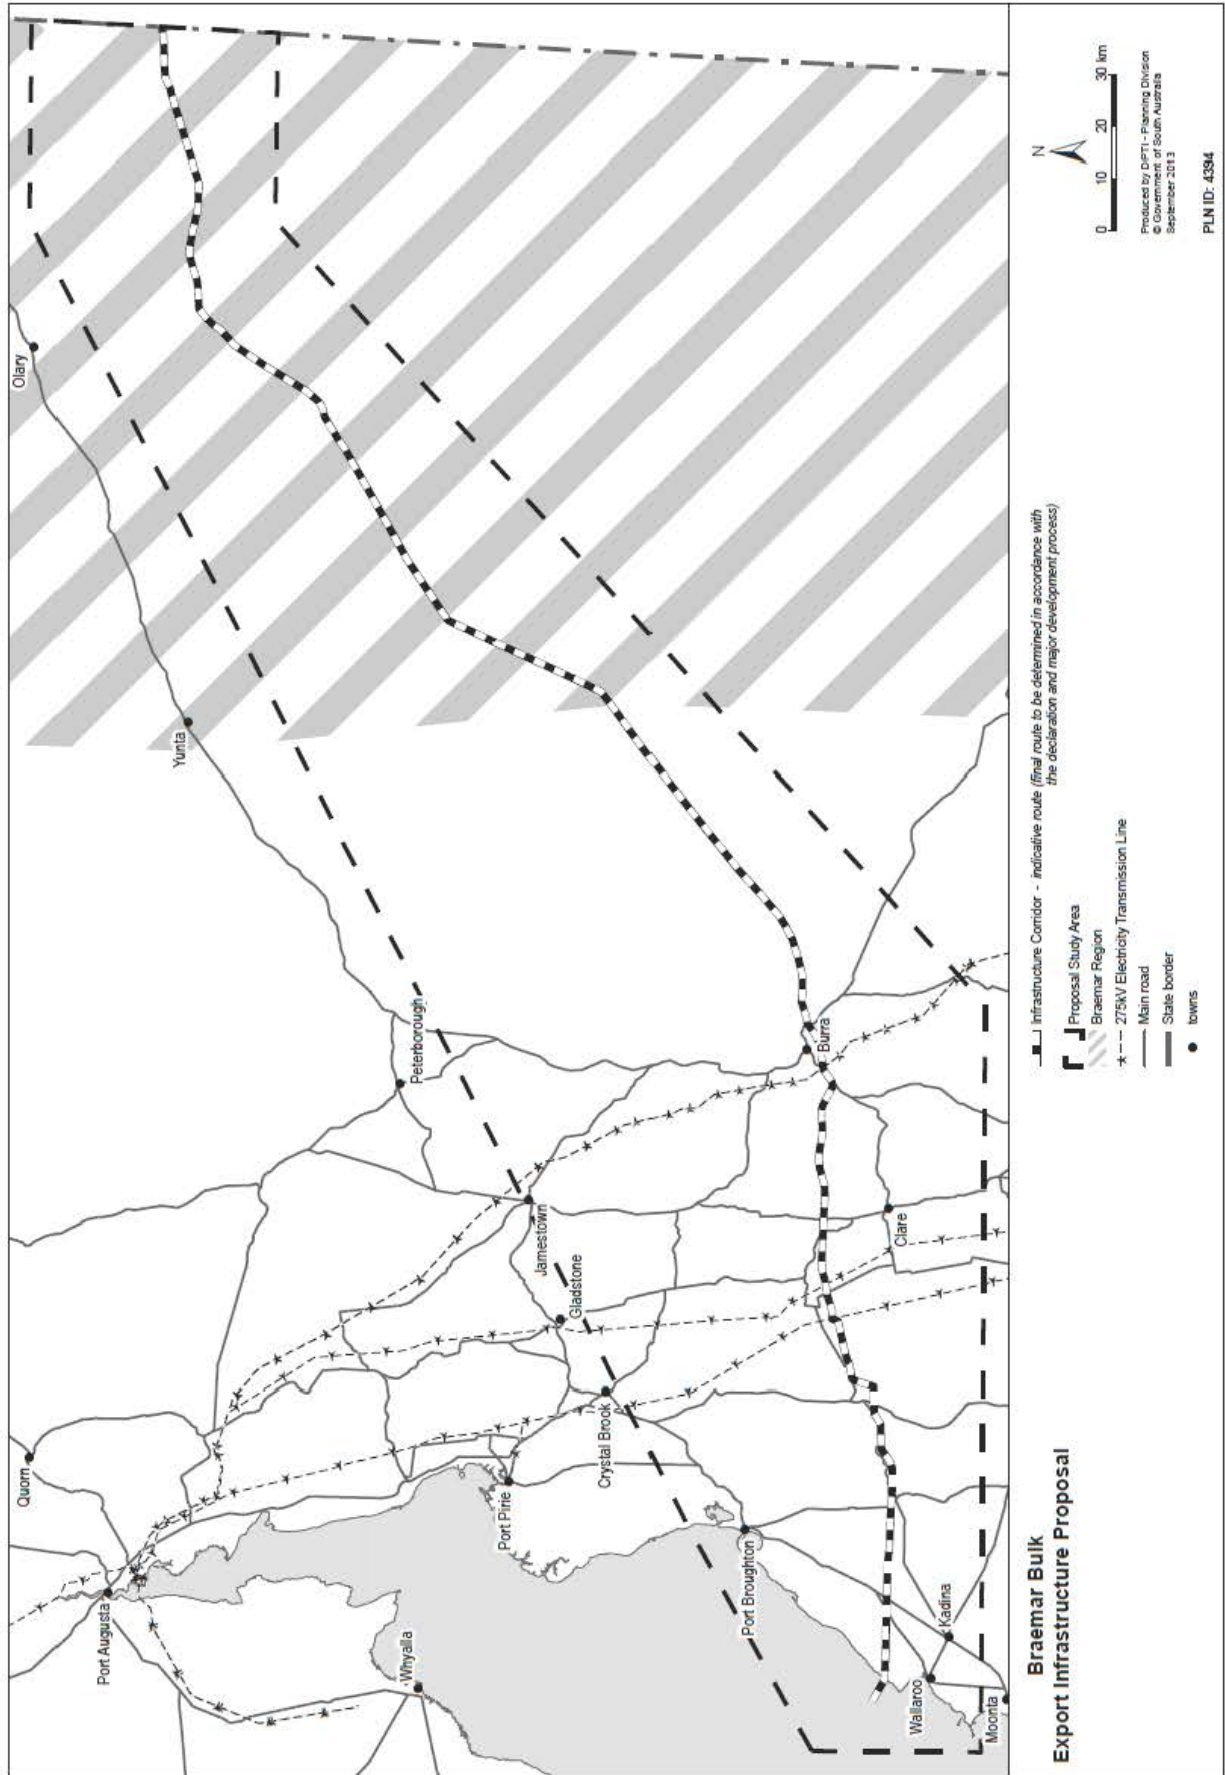 Olary
Yunta
Peterborough
Quorn
Jamestown
Gladstone
Port Augusta
Port Pirie
Crystal Brook
Burra
Whyalla
Clare
Port Broughton
Kadina
Wallaroo
Moonta
Braemar Bulk
Export Infrastructure Proposal
Infrastructure Corridor - indicative route (final route to be determined in accordance with
the declaration and major development process)
Proposal Study Area
Braemar Region
275kV Electricity Transmission Line
Main road
State border
towns
N
0 10 20 30 km
Produced by DPTI - Planning Division
© Government of South Australia
September 2013
PLN ID: 4394